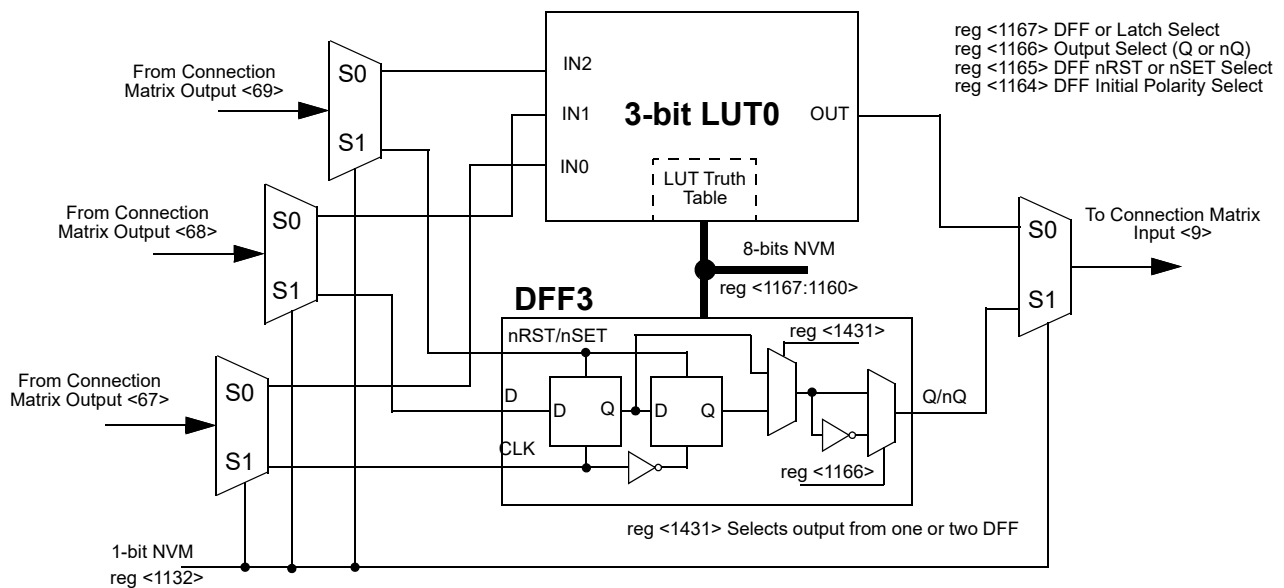 reg <1167> DFF or Latch Select
reg <1166> Output Select (Q or nQ)
reg <1165> DFF nRST or nSET Select
reg <1164> DFF Initial Polarity Select
From Connection
Matrix Output <69>
S0
S1
IN2
IN1
IN0
3-bit LUT0
OUT
LUT Truth
Table
From Connection
Matrix Output <68>
S0
S1
To Connection Matrix
Input <9>
S0
S1
8-bits NVM
reg <1167:1160>
DFF3
nRST/nSET
reg <1431>
From Connection
Matrix Output <67>
S0
S1
D
D
Q
D
Q
Q/nQ
CLK
reg <1166>
reg <1431> Selects output from one or two DFF
1-bit NVM
reg <1132>